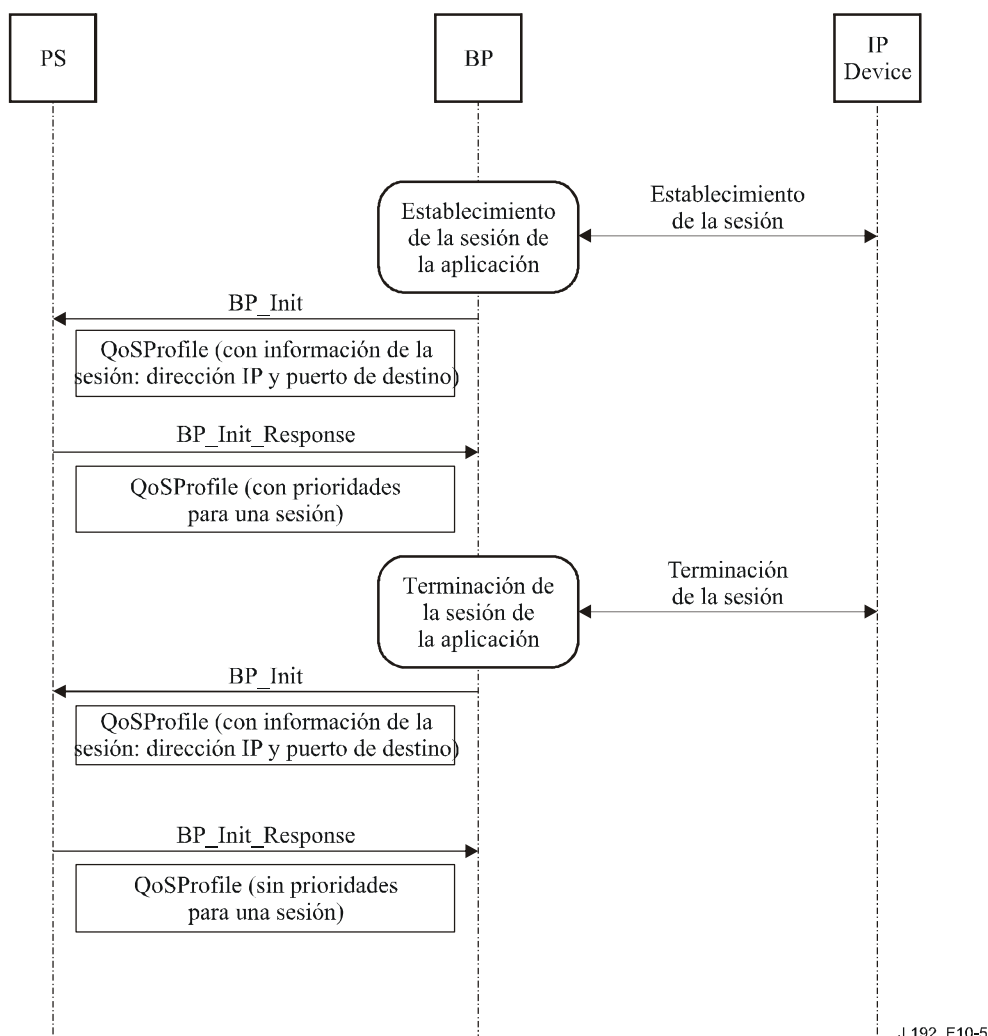 PS
BP
IP
Device
Establecimiento
de la sesión de
la aplicación
Establecimiento
de la sesión
BP_Init
QoSProfile (con información de la
sesión: dirección IP y puerto de destino)
BP_Init_Response
QoSProfile (con prioridades
para una sesión)
Terminación de
la sesión de
la aplicación
Terminación
de la sesión
BP_Init
QoSProfile (con información de la
sesión: dirección IP y puerto de destino)
BP_Init_Response
QoSProfile (sin prioridades
para una sesión)
J.192_F10-5